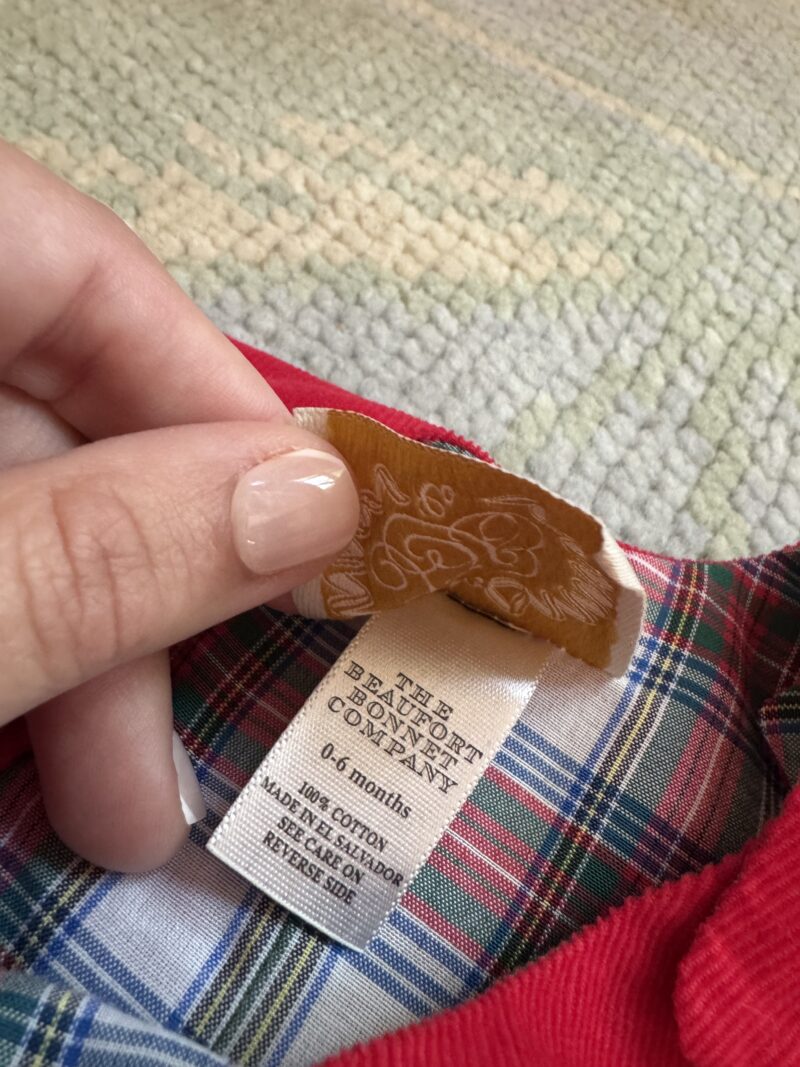 THE
BEAUFORT
BONNET
COMPANY
0-6 months
100% COTTON
MADE IN EL SALVADOR
SEE CARE ON
REVERSE SIDE